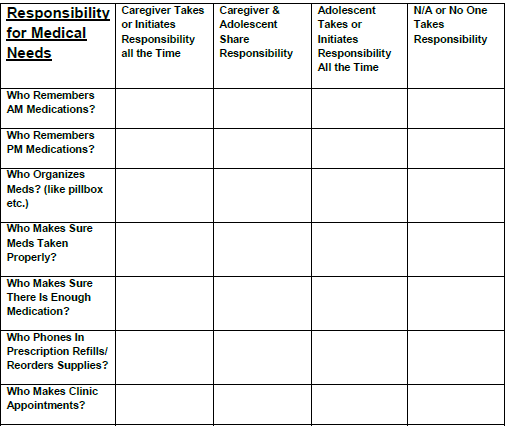 Responsibility
for Medical
Needs
Caregiver Takes
or Initiates
Responsibility
all the Time
Caregiver &
Adolescent
Share
Responsibility
Adolescent
Takes or
Initiates
Responsibility
All the Time
N/A or No One
Takes
Responsibility
Who Remembers
AM Medications?
Who Remembers
PM Medications?
Who Organizes
Meds? (like pillbox
etc.)
Who Makes Sure
Meds Taken
Properly?
Who Makes Sure
There Is Enough
Medication?
Who Phones In
Prescription Refills/
Reorders Supplies?
Who Makes Clinic
Appointments?